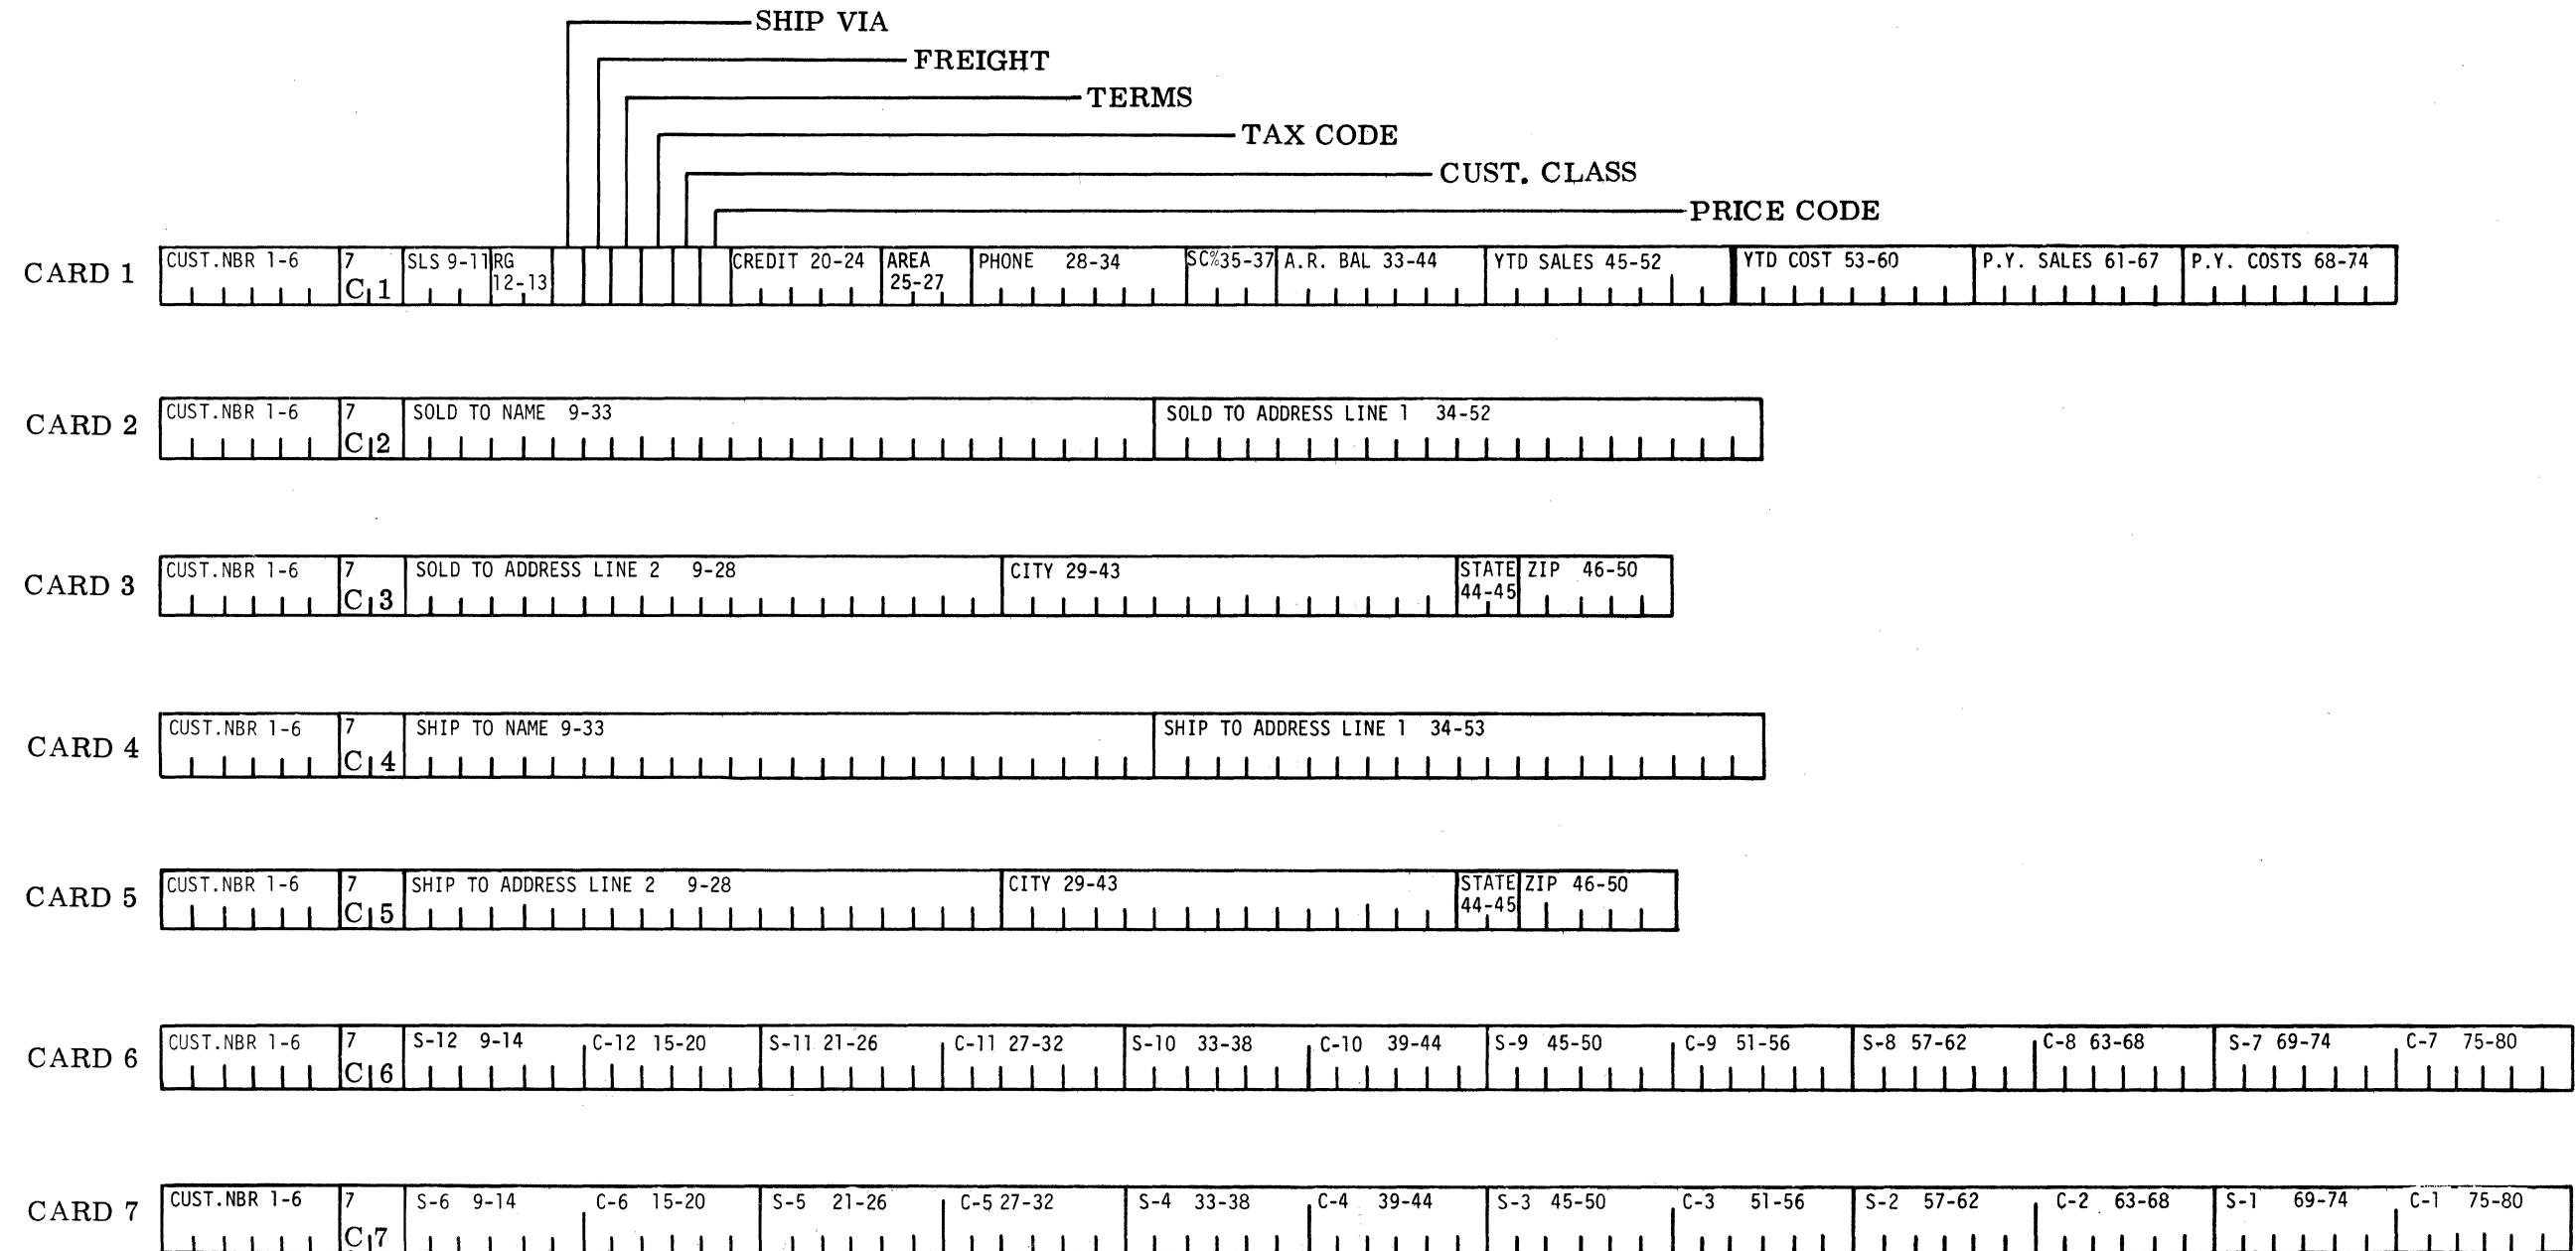 SHIP VIA
FREIGHT
TERMS
TAX CODE
CUST. CLASS
PRICE CODE
CARD 1 CUST.NBR 1-6 7 C 1 SLS 9-11 RG 12-13 CREDIT 20-24 AREA 25-27 PHONE 28-34 SC%35-37 A.R. BAL 33-44 YTD SALES 45-52 YTD COST 53-60 P.Y. SALES 61-67 P.Y. COSTS 68-74
CARD 2 CUST.NBR 1-6 7 C 2 SOLD TO NAME 9-33 SOLD TO ADDRESS LINE 1 34-52
CARD 3 CUST.NBR 1-6 7 C 3 SOLD TO ADDRESS LINE 2 9-28 CITY 29-43 STATE 44-45 ZIP 46-50
CARD 4 CUST.NBR 1-6 7 C 4 SHIP TO NAME 9-33 SHIP TO ADDRESS LINE 1 34-53
CARD 5 CUST.NBR 1-6 7 C 5 SHIP TO ADDRESS LINE 2 9-28 CITY 29-43 STATE 44-45 ZIP 46-50
CARD 6 CUST.NBR 1-6 7 C 6 S-12 9-14 C-12 15-20 S-11 21-26 C-11 27-32 S-10 33-38 C-10 39-44 S-9 45-50 C-9 51-56 S-8 57-62 C-8 63-68 S-7 69-74 C-7 75-80
CARD 7 CUST.NBR 1-6 7 C 7 S-6 9-14 C-6 15-20 S-5 21-26 C-5 27-32 S-4 33-38 C-4 39-44 S-3 45-50 C-3 51-56 S-2 57-62 C-2 63-68 S-1 69-74 C-1 75-80